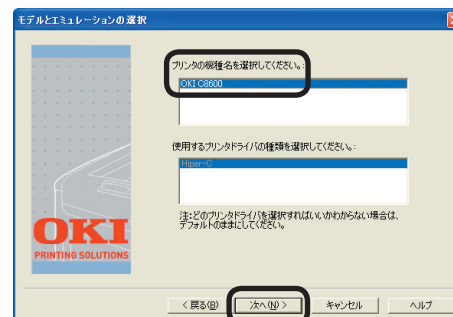 モデルとエミュレーションの選択
プリンタの機種名を選択してください。:
OKI C8600
使用するプリンタドライバの種類を選択してください。:
Hiper-C
注:どのプリンタドライバを選択すればいいかわからない場合は、
デフォルトのままにしてください。
OKI
PRINTING SOLUTIONS
< 戻る(B)
次へ(N) >
キャンセル
ヘルプ